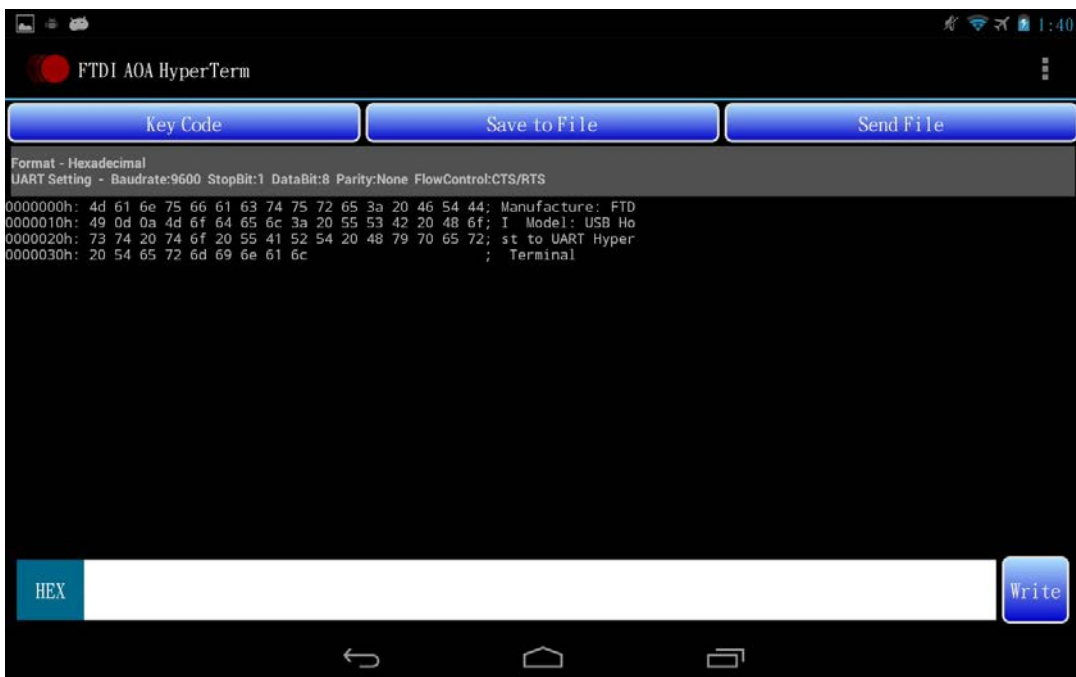 1:40
FTDI AOA HyperTerm
Key Code Save to File Send File
Format - Hexadecimal
UART Setting - Baudrate:9600 StopBit:1 DataBit:8 Parity:None FlowControl:CTS/RTS
0000000h: 4d 61 6e 75 66 61 63 74 75 72 65 3a 20 46 54 44; Manufacture: FTD
0000010h: 49 0d 0a 4d 6f 64 65 6c 3a 20 55 53 42 20 48 6f; I  Model: USB Ho
0000020h: 73 74 20 74 6f 20 55 41 52 54 20 48 79 70 65 72; st to UART Hyper
0000030h: 20 54 65 72 6d 69 6e 61 6c ;  Terminal
HEX Write